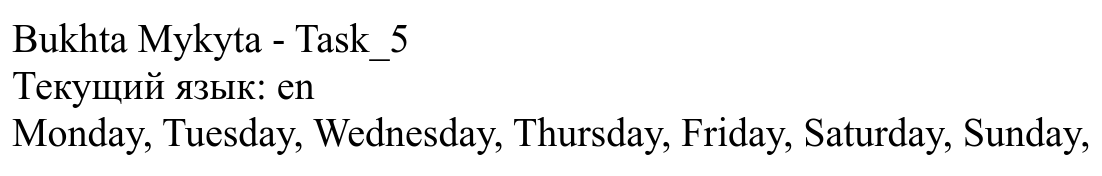 Bukhta Mykyta - Task_5
Текущий язык: en
Monday, Tuesday, Wednesday, Thursday, Friday, Saturday, Sunday,